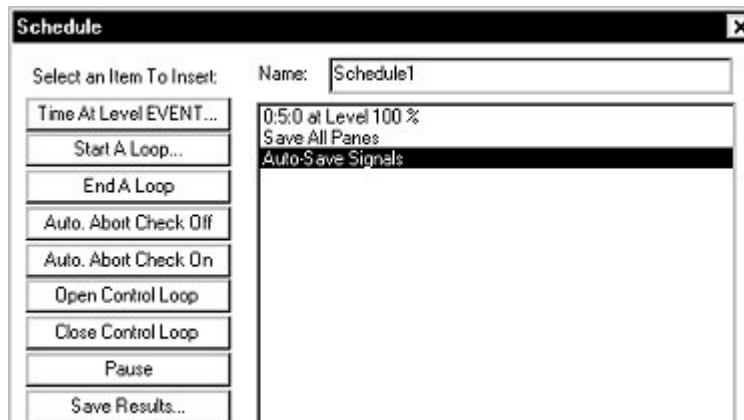 Schedule
Select an Item To Insert:
Time At Level EVENT...
Start A Loop...
End A Loop
Auto. Abort Check Off
Auto. Abort Check On
Open Control Loop
Close Control Loop
Pause
Save Results...
Name: Schedule1
0:5:0 at Level 100 %
Save All Panes
Auto-Save Signals